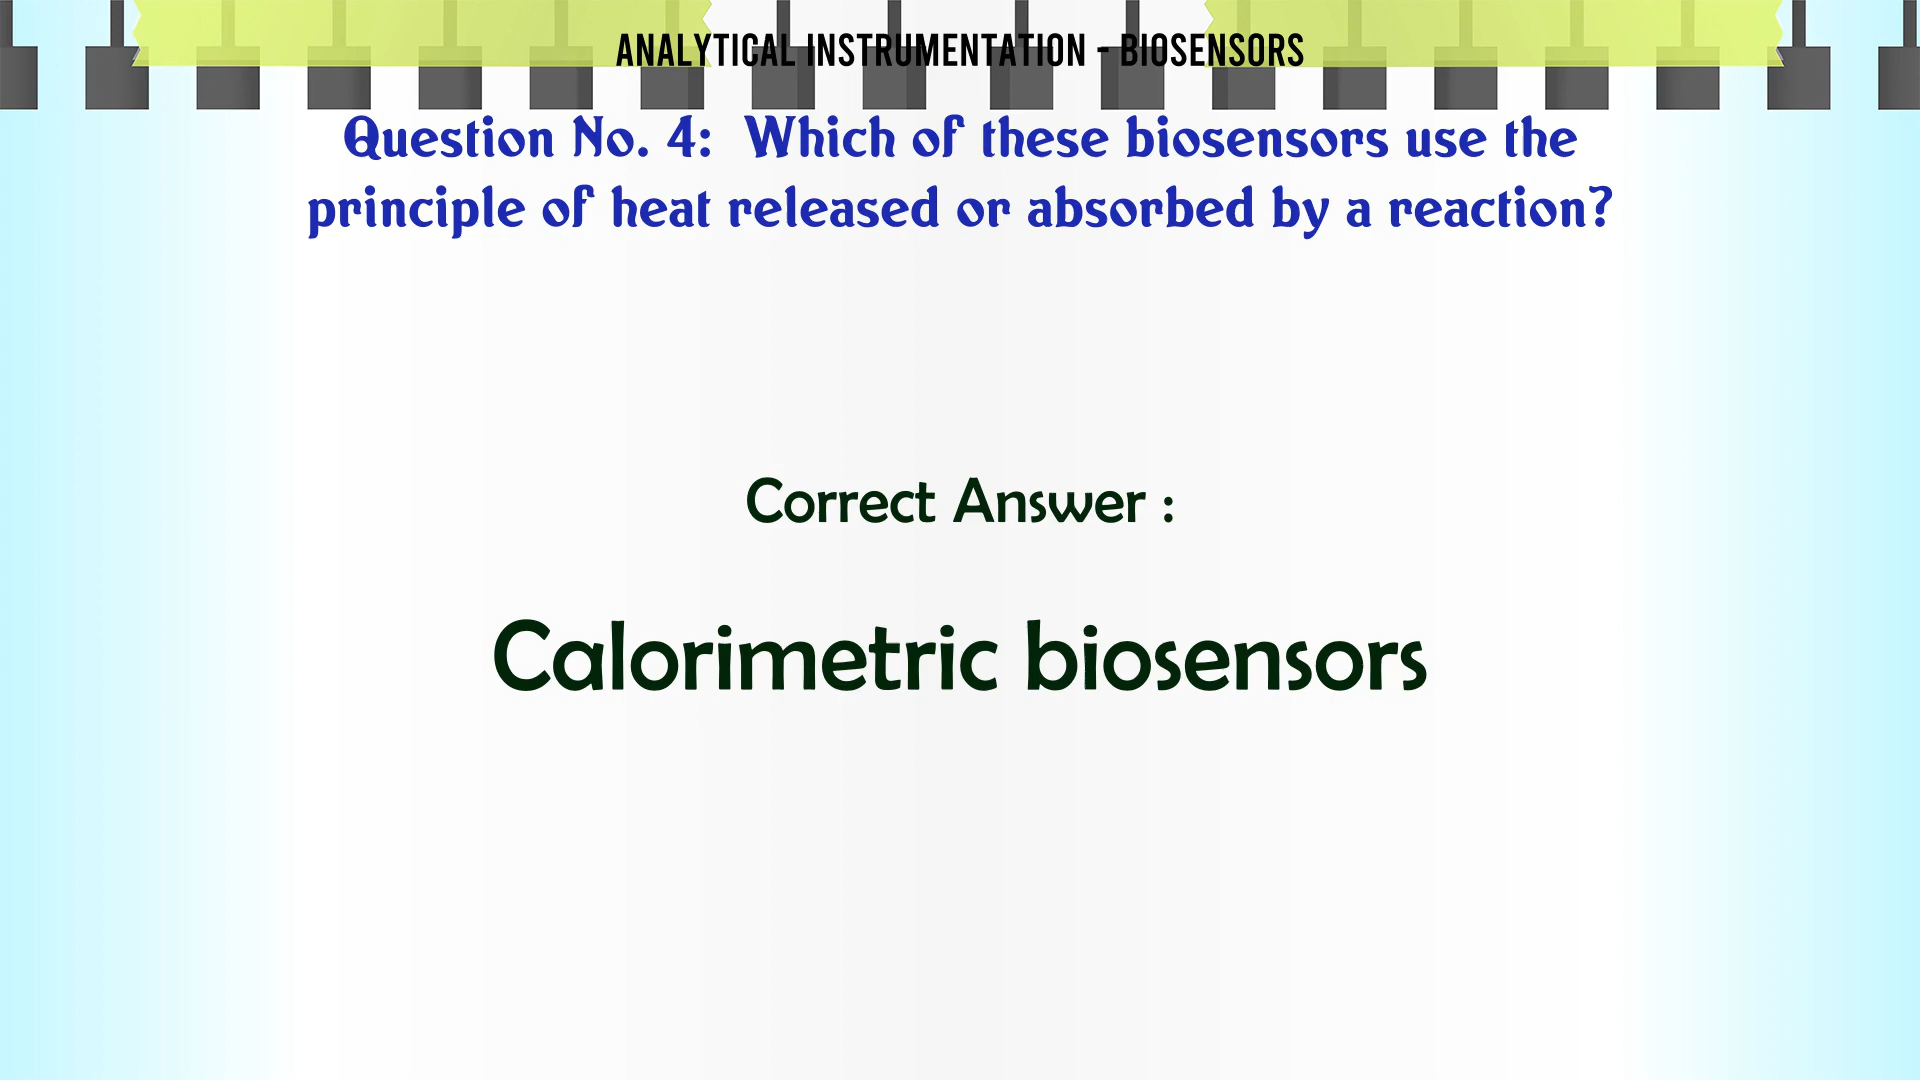 ANALYTICAL INSTRUMENTATION - BIOSENSORS
Question No. 4:  Which of these biosensors use the
principle of heat released or absorbed by a reaction?
Correct Answer :
Calorimetric biosensors